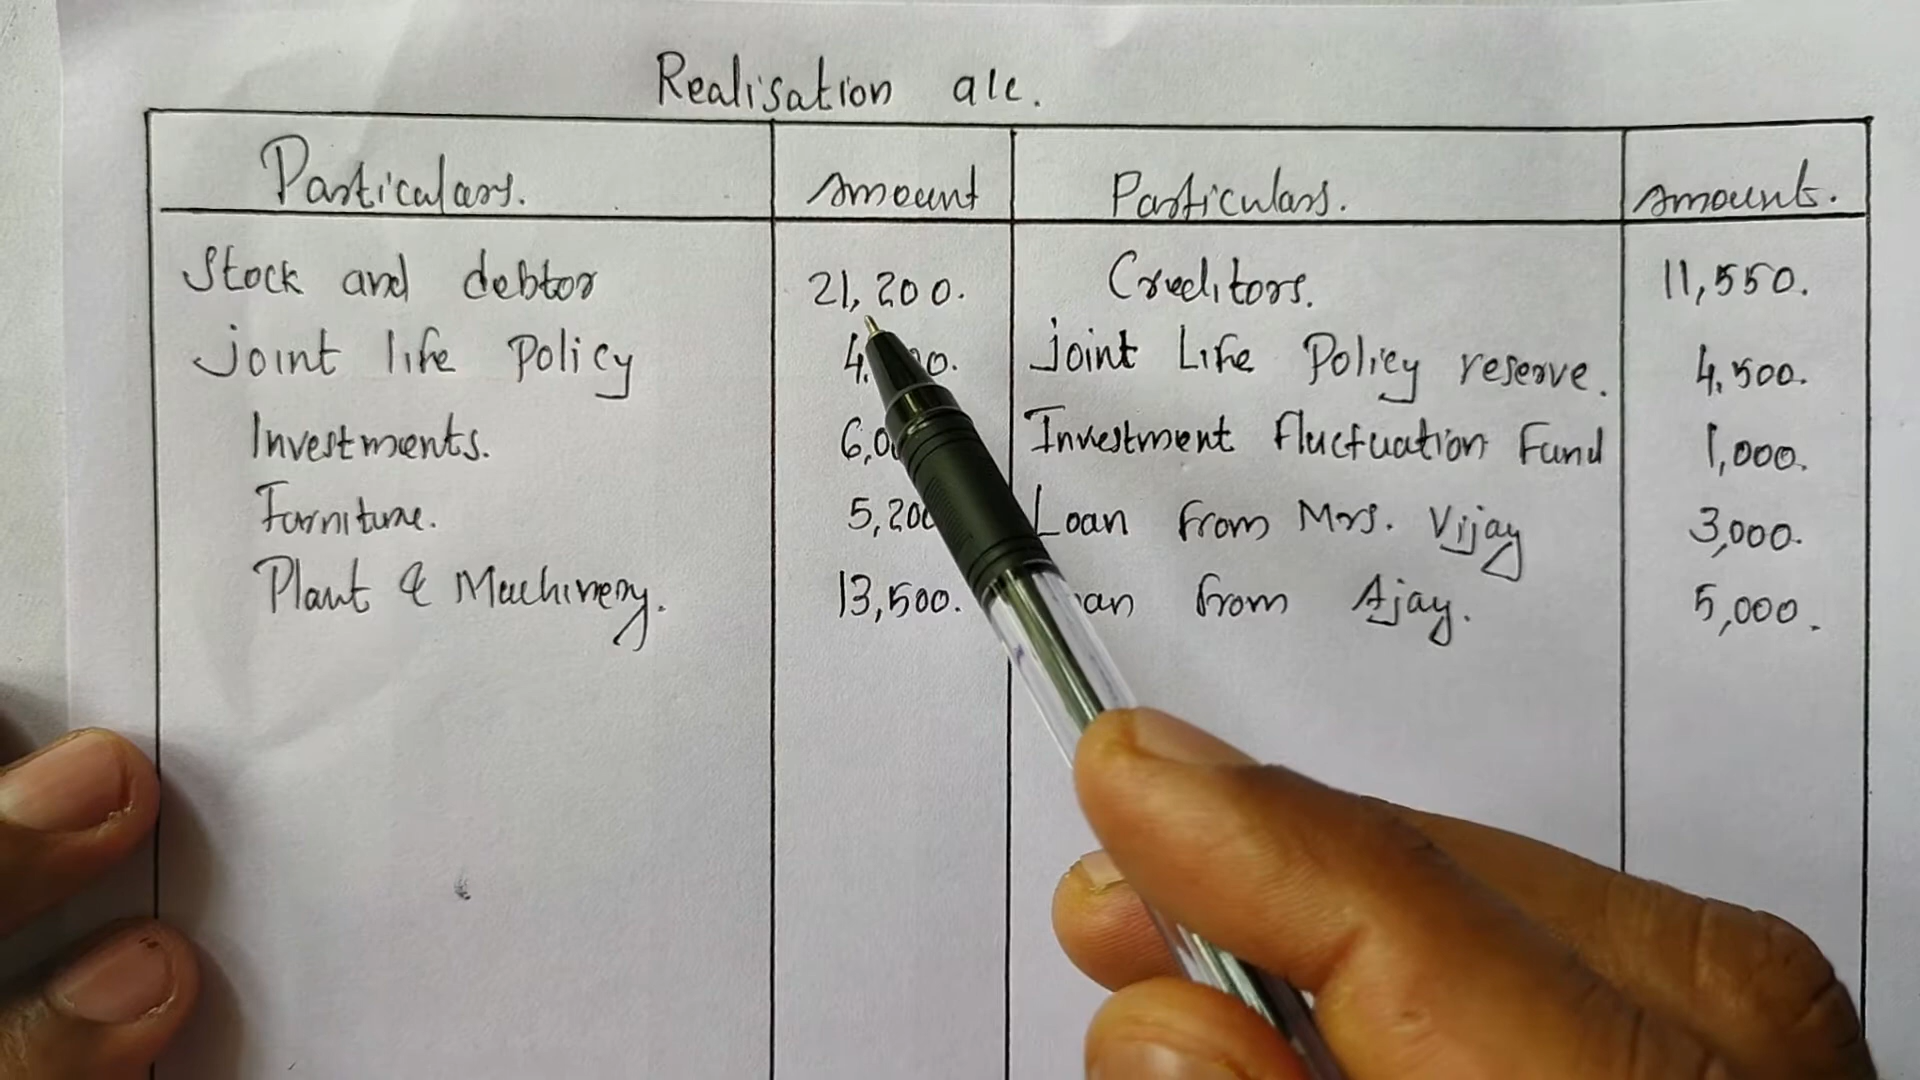 Realisation a/c.
Particulars. Amount Particulars. Amounts.
Stock and debtor 21,200. Creditors. 11,550.
Joint life Policy Joint Life Policy reserve. 4,500.
Investments. Investment Fluctuation Fund 1,000.
Furniture. Loan from Mrs. Vijay 3,000.
Plant & Machinery. 13,500. from Ajay. 5,000.